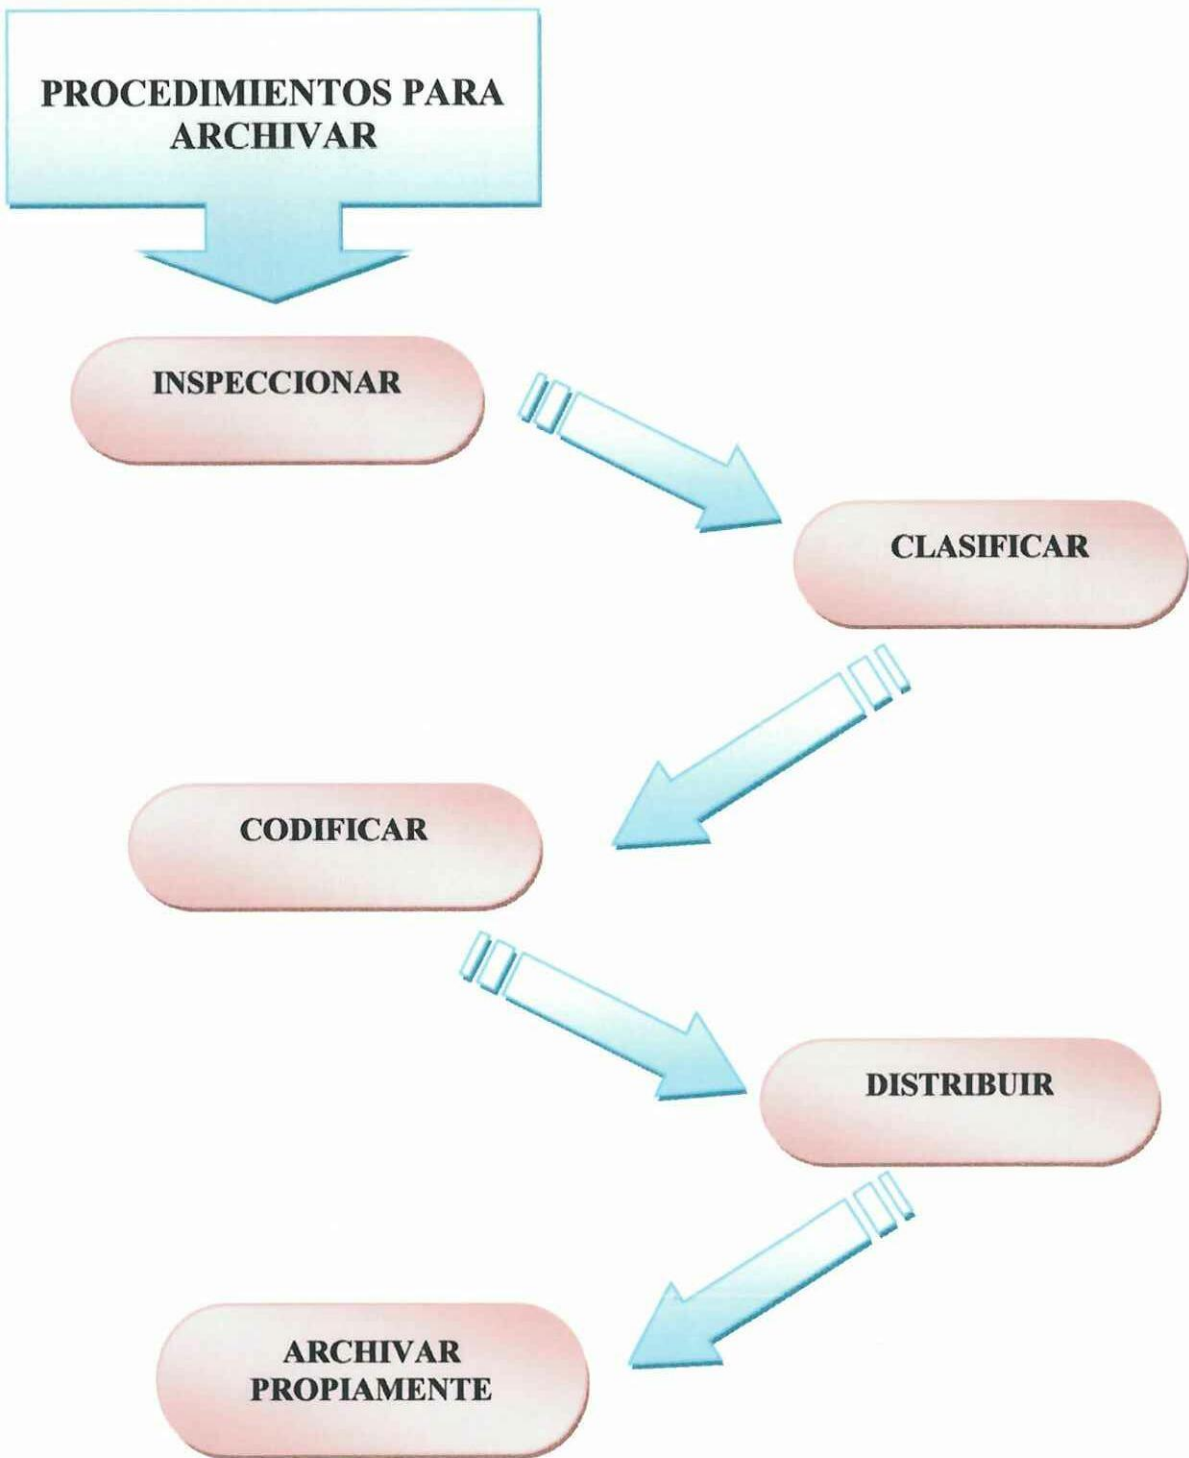 PROCEDIMIENTOS PARA
ARCHIVAR
INSPECCIONAR
CLASIFICAR
CODIFICAR
DISTRIBUIR
ARCHIVAR
PROPIAMENTE